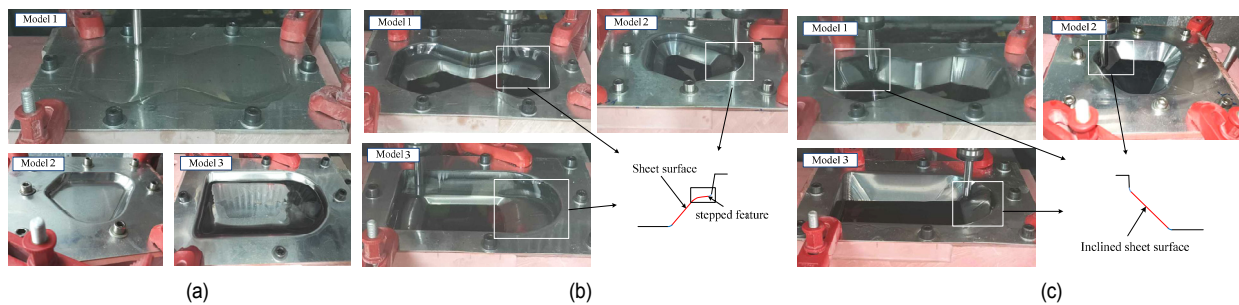 Model 1
Model 2
Model 3
(a)
Model 1
Model 2
Model 3
Sheet surface
stepped feature
(b)
Model 1
Model 2
Model 3
Inclined sheet surface
(c)